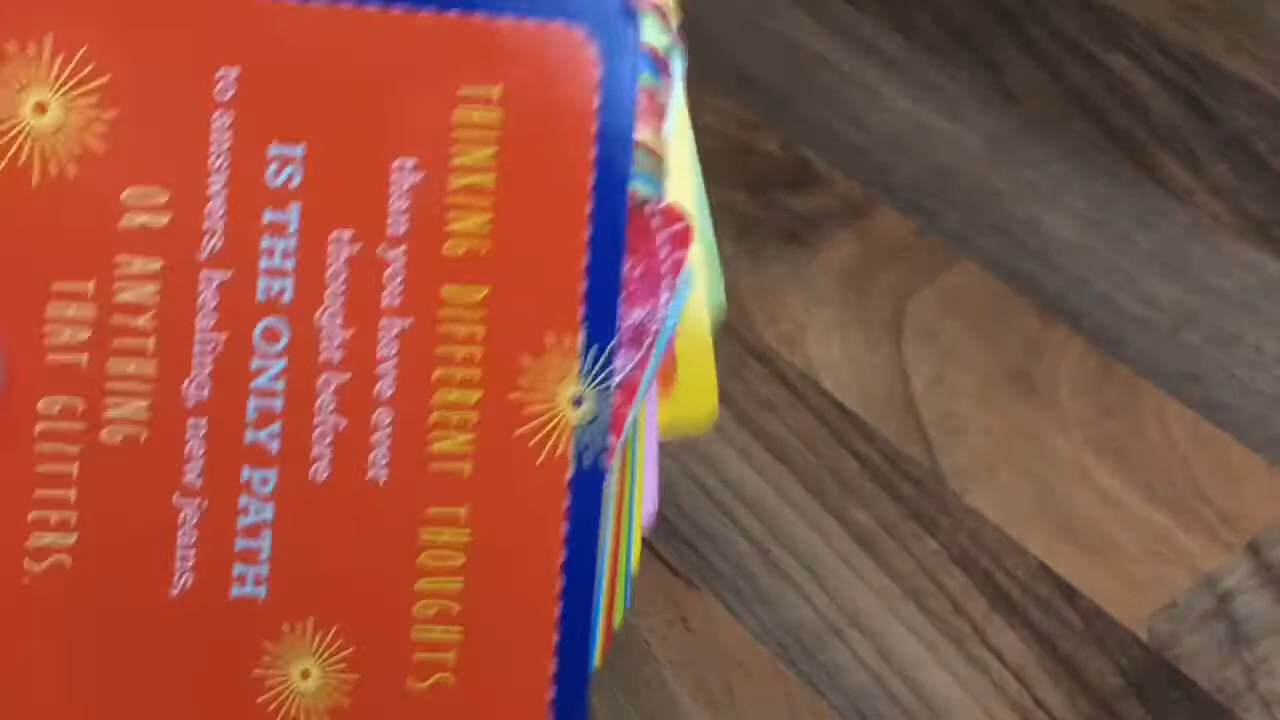 THINKING DIFFERENT THOUGHTS
than you have ever
thought before
IS THE ONLY PATH
to answers, healing, new jeans,
OR ANYTHING
THAT GLITTERS.